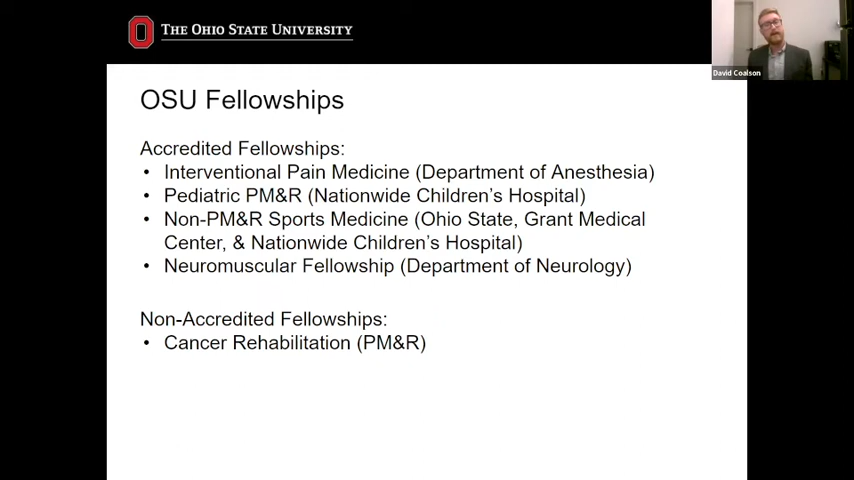 THE OHIO STATE UNIVERSITY
David Coalson
OSU Fellowships
Accredited Fellowships:
• Interventional Pain Medicine (Department of Anesthesia)
• Pediatric PM&R (Nationwide Children's Hospital)
• Non-PM&R Sports Medicine (Ohio State, Grant Medical
Center, & Nationwide Children's Hospital)
• Neuromuscular Fellowship (Department of Neurology)
Non-Accredited Fellowships:
• Cancer Rehabilitation (PM&R)